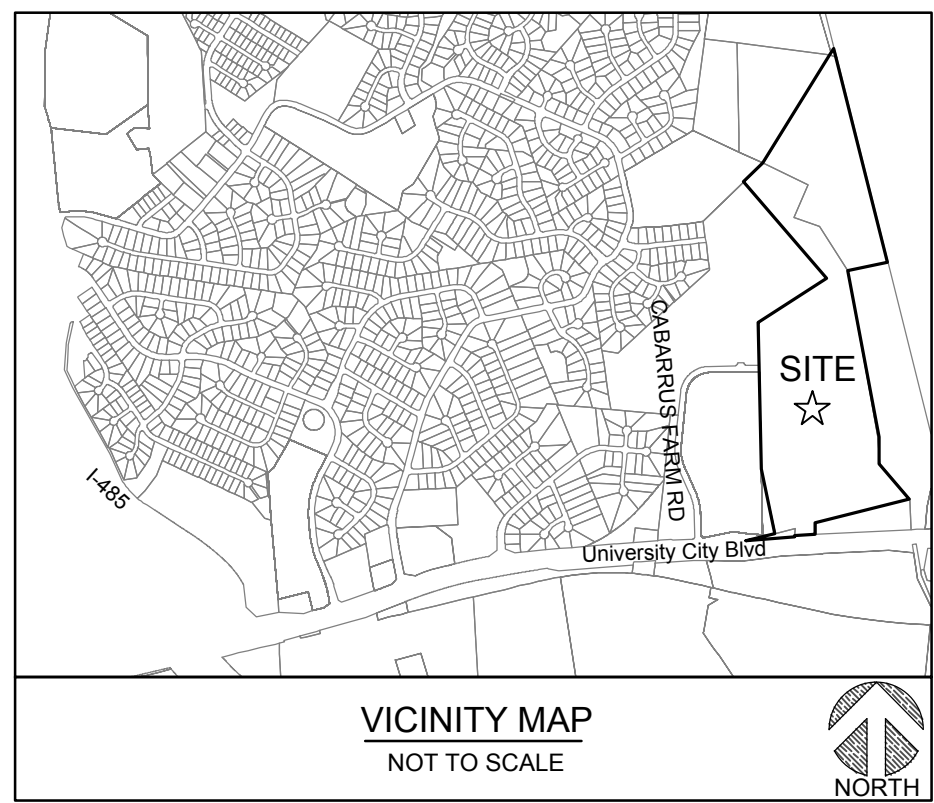 CABARRUS FARM RD
SITE
I-485
University City Blvd
VICINITY MAP
NOT TO SCALE
NORTH